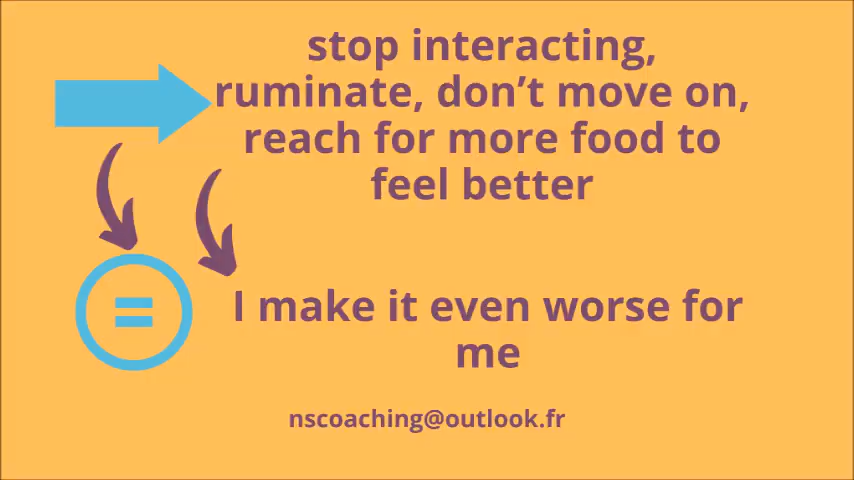 stop interacting,
ruminate, don’t move on,
reach for more food to
feel better
=
I make it even worse for
me
nscoaching@outlook.fr